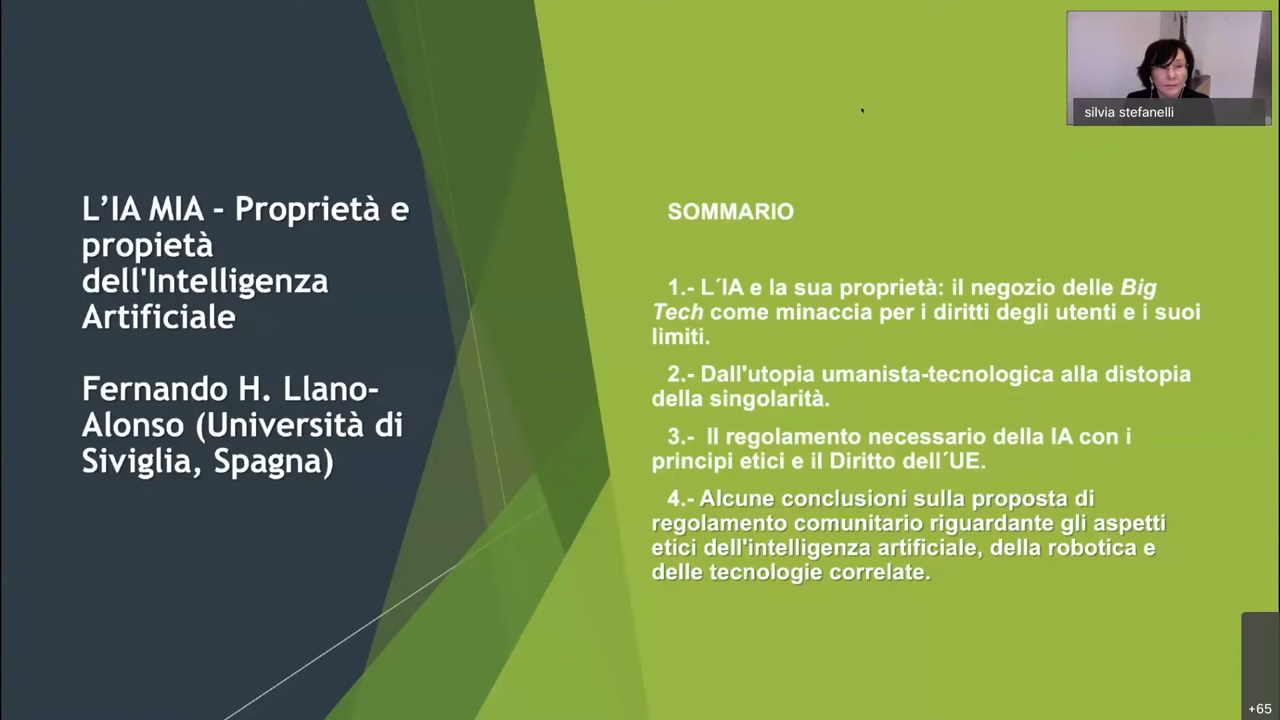 L'IA MIA - Proprietà e
propietà
dell'Intelligenza
Artificiale
Fernando H. Llano-
Alonso (Università di
Siviglia, Spagna)
SOMMARIO
1.- L´IA e la sua proprietà: il negozio delle Big
Tech come minaccia per i diritti degli utenti e i suoi
limiti.
2.- Dall'utopia umanista-tecnologica alla distopia
della singolarità.
3.- Il regolamento necessario della IA con i
principi etici e il Diritto dell´UE.
4.- Alcune conclusioni sulla proposta di
regolamento comunitario riguardante gli aspetti
etici dell'intelligenza artificiale, della robotica e
delle tecnologie correlate.
silvia stefanelli
+65